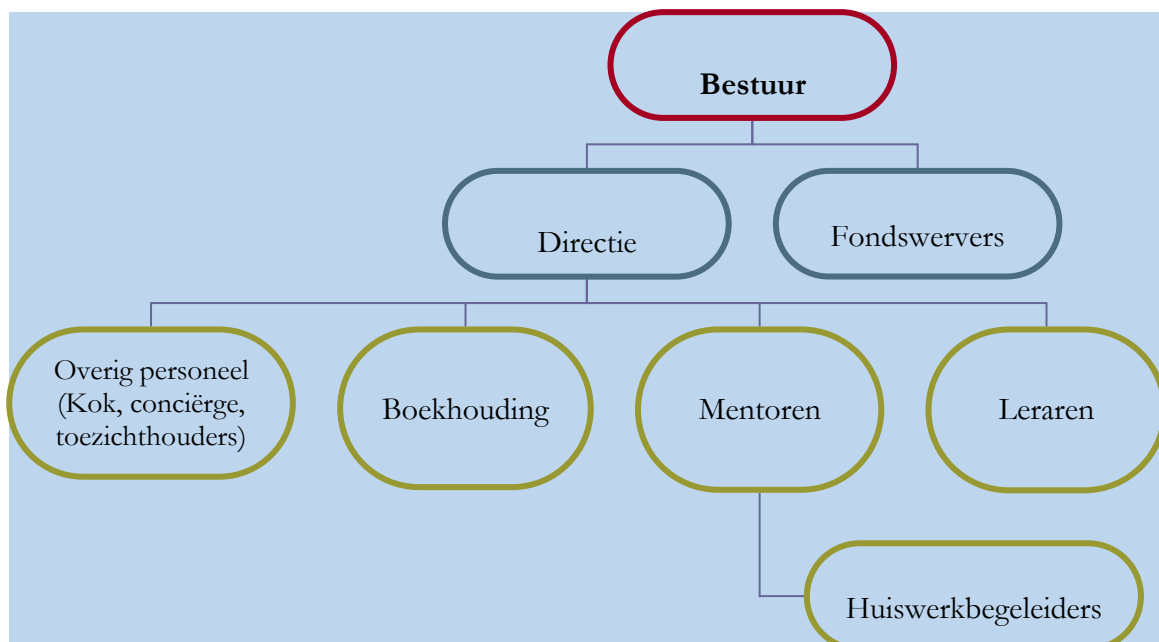 Bestuur
Directie
Fondswervers
Overig personeel
(Kok, conciërge,
toezichthouders)
Boekhouding
Mentoren
Leraren
Huiswerkbegeleiders